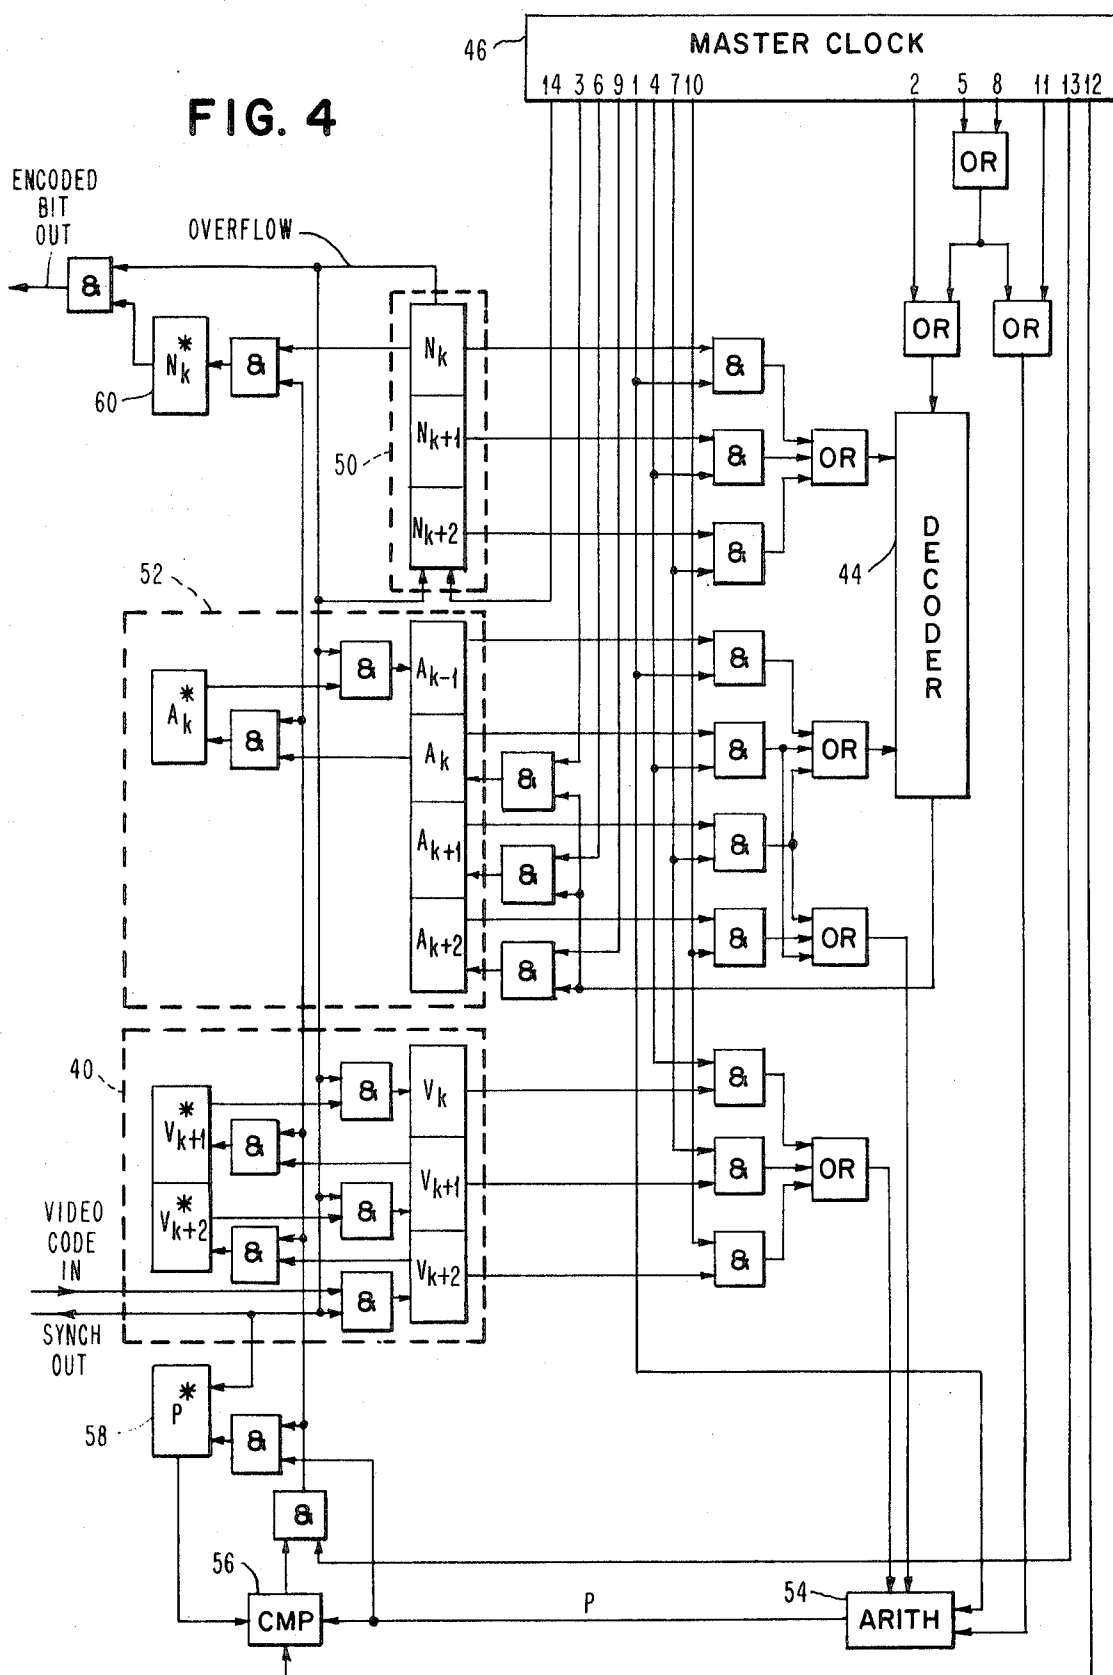 46
MASTER CLOCK
14 3 6 9 1 4 7 10 2 5 8 11 13 12
FIG. 4
OR
ENCODED
BIT
OUT
OVERFLOW
&
OR OR
N*k
60
&
Nk
&
Nk+1
50
&
OR
Nk+2
&
44
DECODER
52
A*k
&
&
Ak-1
&
Ak
&
&
OR
Ak+1
&
&
Ak+2
&
&
OR
40
&
Vk
&
V*k+1
&
Vk+1
&
OR
V*k+2
&
&
Vk+2
&
VIDEO
CODE
IN
&
SYNCH
OUT
P*
58
&
&
56
CMP
P
54
ARITH